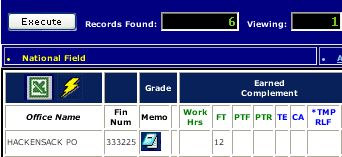 Execute Records Found: 6 Viewing: 1
• National Field
Grade Earned Complement
Office Name Fin Num Memo Work Hrs FT PTF PTR TE CA *TMP RLF
HACKENSACK PO 333225 12